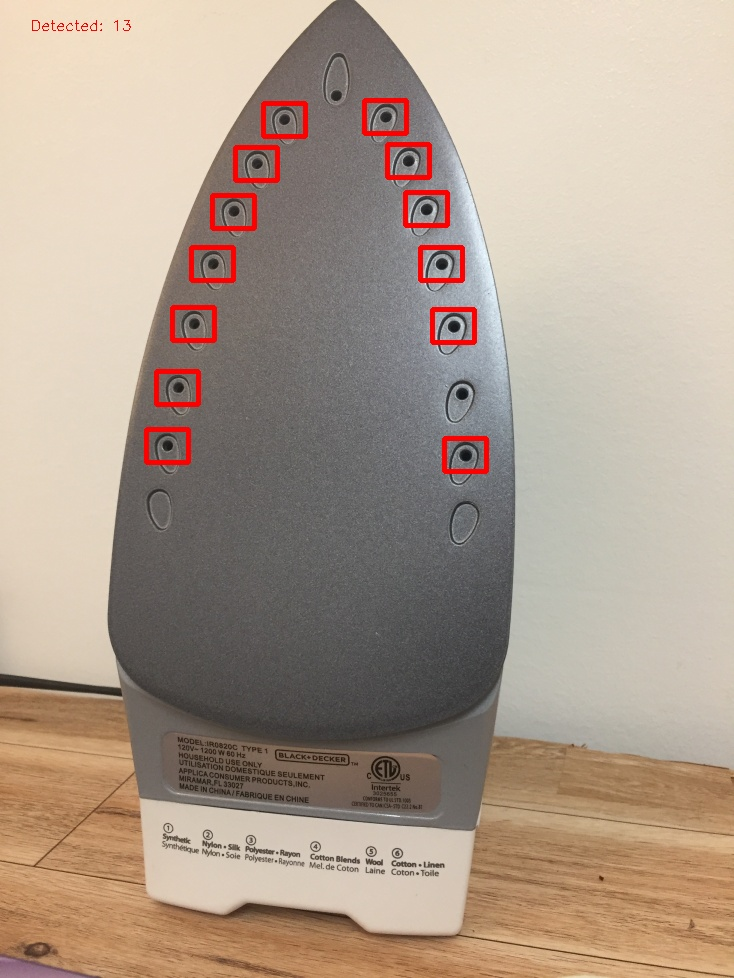 Detected: 13
MODEL:IR0820C TYPE 1
120V~ 1200 W 60 Hz
HOUSEHOLD USE ONLY
UTILISATION DOMESTIQUE SEULEMENT
APPLICA CONSUMER PRODUCTS,INC.
MIRAMAR,FL 33027
MADE IN CHINA / FABRIQUE EN CHINE
BLACK+DECKER™
C ETL US
Intertek
1 2 3 4 5 6
Synthetic Nylon • Silk Polyester • Rayon Cotton Blends Wool Cotton • Linen
Synthétique Nylon • Soie Polyester • Rayonne Mel. de Coton Laine Coton • Toile